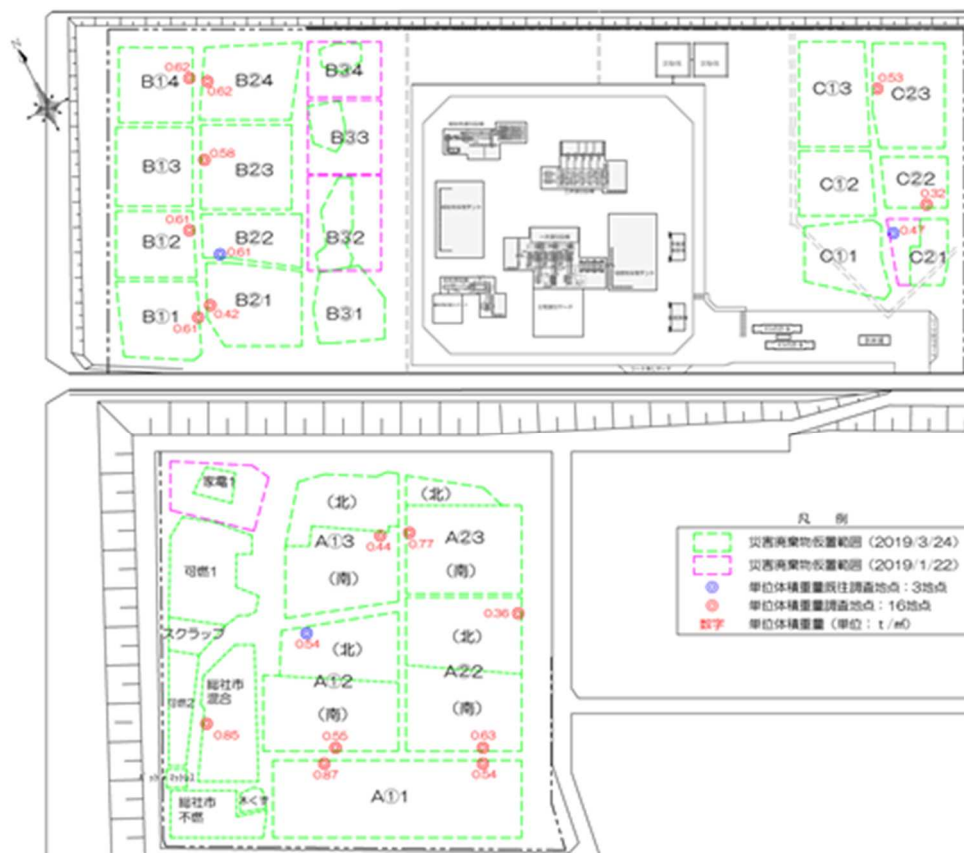 0.62
B①4
0.62
B24
B34
B①3
0.58
B23
B33
0.61
B①2
B22
0.61
B32
B①1
0.61
B21
0.42
B31
C①3
0.53
C23
C①2
C22
0.32
C①1
0.47
C21
家電1
(北)
(北)
A①3
0.44
0.77
A23
(南)
(南)
可燃1
スクラップ
0.54
(北)
0.36
(北)
A①2
A22
可燃2
総社市
混合
(南)
(南)
0.85
0.55
0.63
0.87
0.54
A①1
総社市
不燃
木くず
凡 例
災害廃棄物仮置範囲 (2019/3/24)
災害廃棄物仮置範囲 (2019/1/22)
単位体積重量既往調査地点：3地点
単位体積重量調査地点：16地点
数字 単位体積重量（単位：t/㎥）